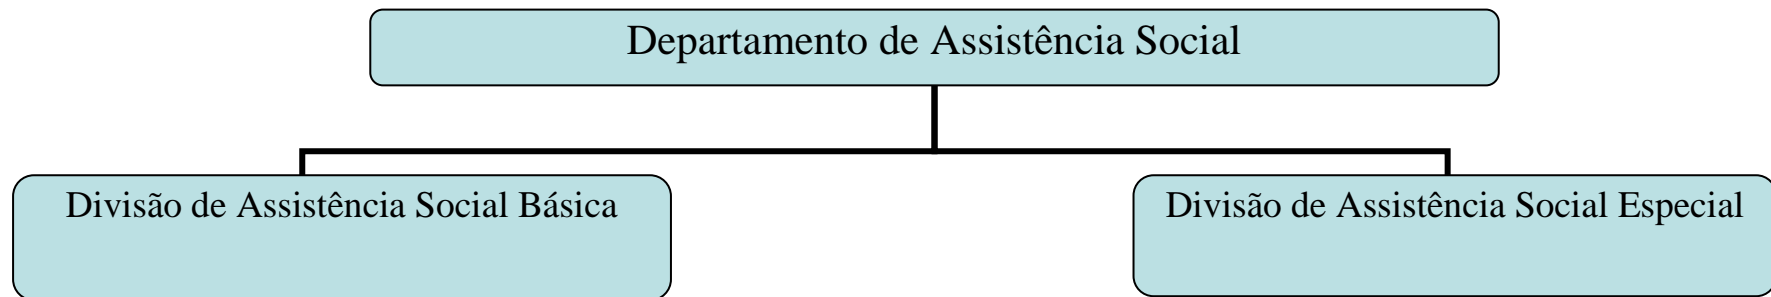 Departamento de Assistência Social
Divisão de Assistência Social Básica
Divisão de Assistência Social Especial